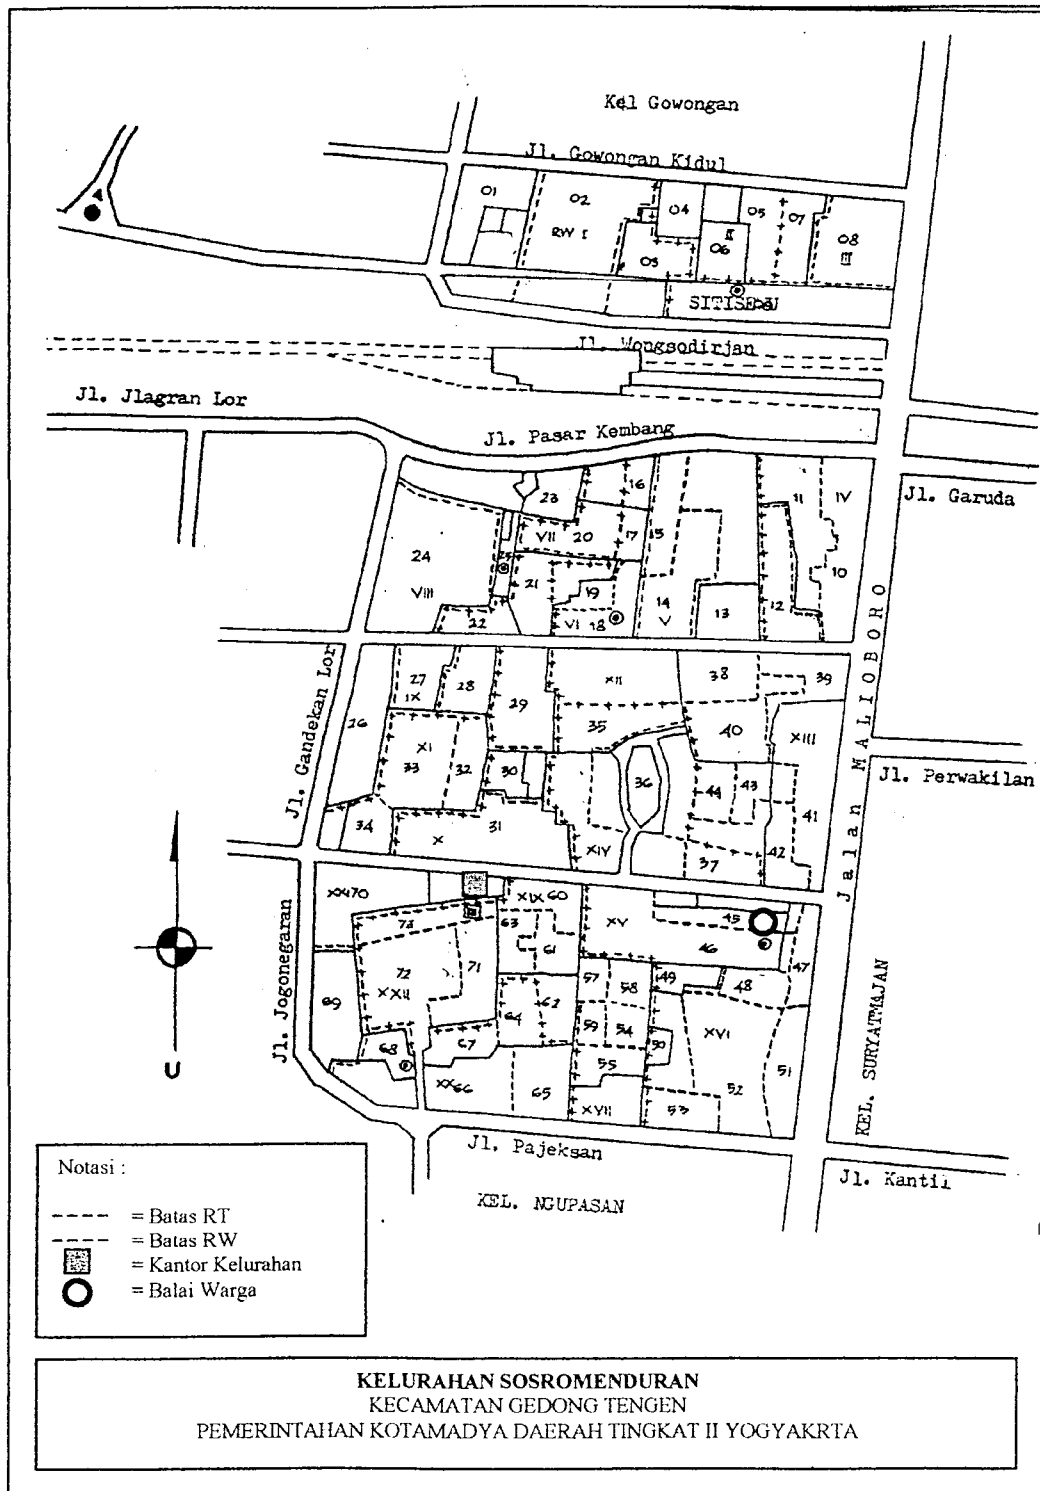 Kel Gowongan
Jl. Gowongan Kidul
01
02
04
05
07
08
RW I
II
III
03
06
Jl. Wongsodirjan
Jl. Jlagran Lor
Jl. Pasar Kembang
Jl. Garuda
23
16
11
IV
VII
20
17
15
24
21
19
10
VIII
22
VI
18
14
V
13
12
Jl. Gandekan Lor
Jalan MALIOBORO
27
IX
28
29
XII
38
39
26
35
40
XIII
XI
33
32
30
36
44
43
41
34
X
31
XIV
37
42
Jl. Perwakilan
70
XIX
60
XV
45
63
61
46
47
72
XXII
71
57
58
49
48
69
64
62
59
54
50
XVI
68
67
55
51
XX
66
65
XVII
53
52
Jl. Jogonegaran
KEL. SURYATMAJAN
U
Jl. Pajeksan
Jl. Kantil
KEL. NGUPASAN
Notasi :
= Batas RT
= Batas RW
= Kantor Kelurahan
= Balai Warga
KELURAHAN SOSROMENDURAN
KECAMATAN GEDONG TENGEN
PEMERINTAHAN KOTAMADYA DAERAH TINGKAT II YOGYAKRTA